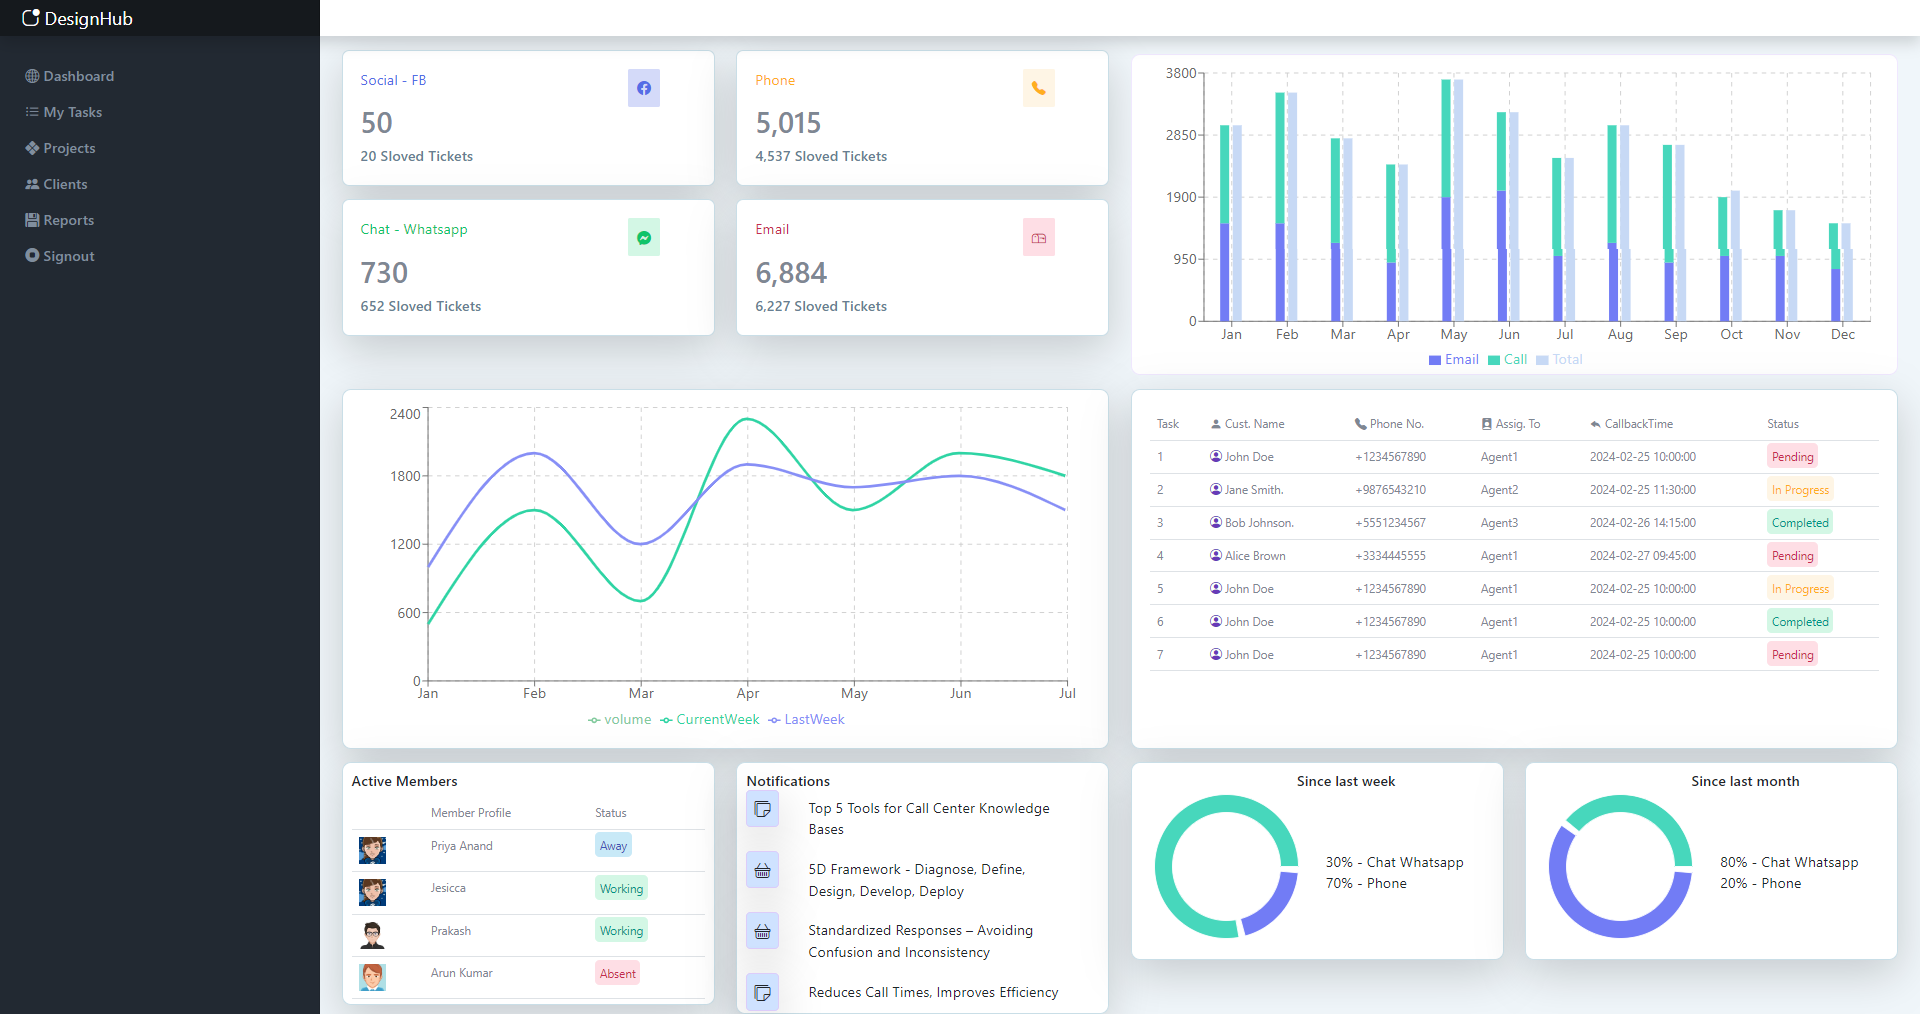 DesignHub
Dashboard
My Tasks
Projects
Clients
Reports
Signout
Social - FB
50
20 Sloved Tickets
Phone
5,015
4,537 Sloved Tickets
Chat - Whatsapp
730
652 Sloved Tickets
Email
6,884
6,227 Sloved Tickets
3800
2850
1900
950
0
Jan Feb Mar Apr May Jun Jul Aug Sep Oct Nov Dec
Email Call Total
2400
1800
1200
600
0
Jan Feb Mar Apr May Jun Jul
volume CurrentWeek LastWeek
Task Cust. Name Phone No. Assig. To CallbackTime Status
1 John Doe +1234567890 Agent1 2024-02-25 10:00:00 Pending
2 Jane Smith. +9876543210 Agent2 2024-02-25 11:30:00 In Progress
3 Bob Johnson. +5551234567 Agent3 2024-02-26 14:15:00 Completed
4 Alice Brown +3334445555 Agent1 2024-02-27 09:45:00 Pending
5 John Doe +1234567890 Agent1 2024-02-25 10:00:00 In Progress
6 John Doe +1234567890 Agent1 2024-02-25 10:00:00 Completed
7 John Doe +1234567890 Agent1 2024-02-25 10:00:00 Pending
Active Members
Member Profile Status
Priya Anand Away
Jesicca Working
Prakash Working
Arun Kumar Absent
Notifications
Top 5 Tools for Call Center Knowledge
Bases
5D Framework - Diagnose, Define,
Design, Develop, Deploy
Standardized Responses – Avoiding
Confusion and Inconsistency
Reduces Call Times, Improves Efficiency
Since last week
30% - Chat Whatsapp
70% - Phone
Since last month
80% - Chat Whatsapp
20% - Phone